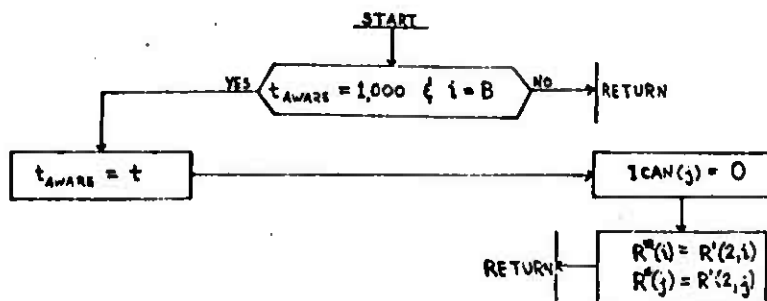 START
YES t_AWARE = 1,000 & i = B NO RETURN
t_AWARE = t
ICAN(j) = 0
R^m(i) = R'(2,i)
RETURN
R^s(j) = R'(2,j)